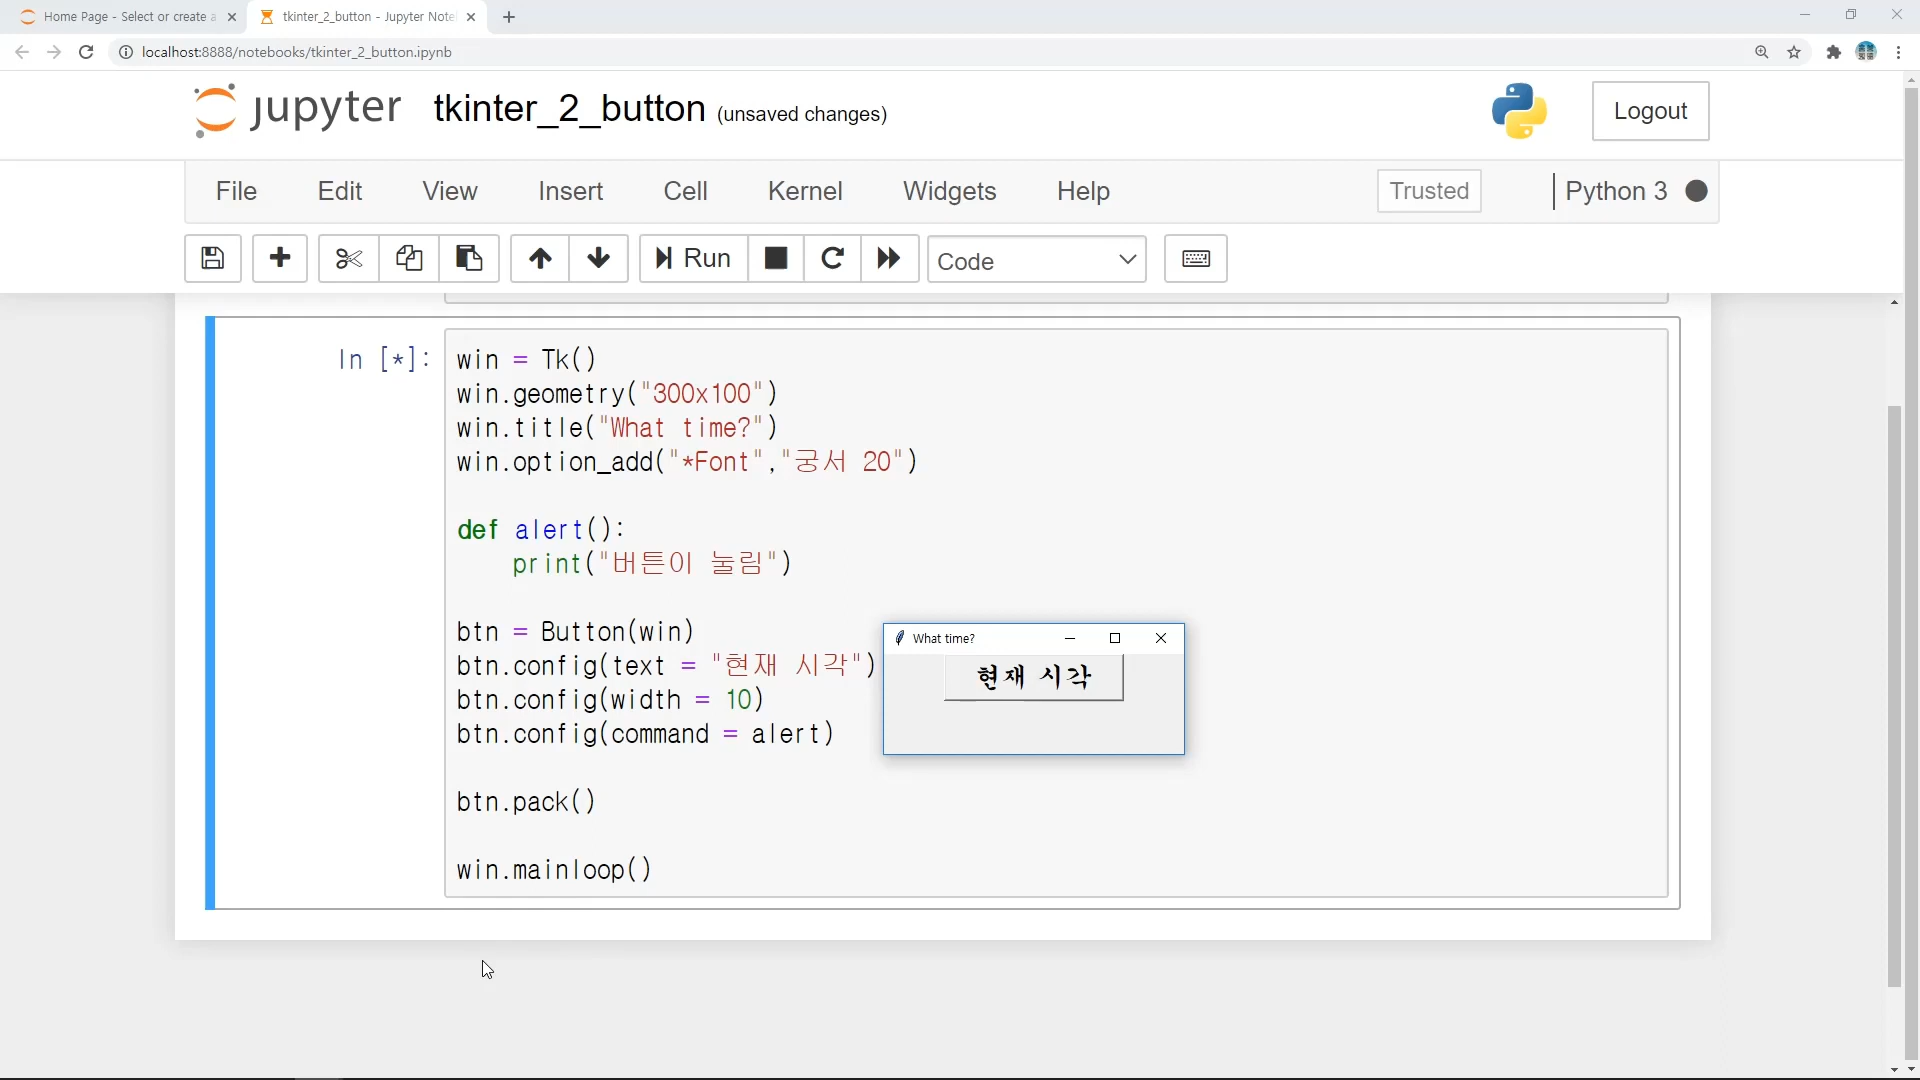 Home Page - Select or create a
tkinter_2_button - Jupyter Note
localhost:8888/notebooks/tkinter_2_button.ipynb
jupyter tkinter_2_button (unsaved changes)
Logout
File Edit View Insert Cell Kernel Widgets Help
Trusted
Python 3
Run
Code
In [*]:
win = Tk()
win.geometry("300x100")
win.title("What time?")
win.option_add("*Font","궁서 20")
def alert():
print("버튼이 눌림")
btn = Button(win)
btn.config(text = "현재 시각")
btn.config(width = 10)
btn.config(command = alert)
btn.pack()
win.mainloop()
What time?
현재 시각